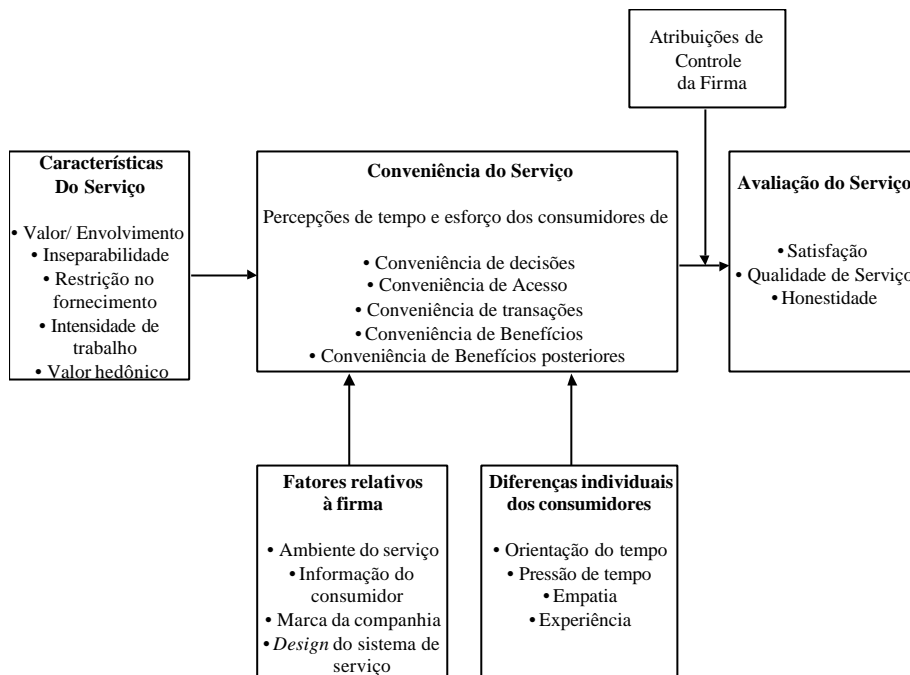 Atribuições de
Controle
da Firma
Características
Do Serviço
• Valor/ Envolvimento
• Inseparabilidade
• Restrição no
fornecimento
• Intensidade de
trabalho
• Valor hedônico
Conveniência do Serviço
Percepções de tempo e esforço dos consumidores de
• Conveniência de decisões
• Conveniência de Acesso
• Conveniência de transações
• Conveniência de Benefícios
• Conveniência de Benefícios posteriores
Avaliação do Serviço
• Satisfação
• Qualidade de Serviço
• Honestidade
Fatores relativos
à firma
• Ambiente do serviço
• Informação do
consumidor
• Marca da companhia
• Design do sistema de
serviço
Diferenças individuais
dos consumidores
• Orientação do tempo
• Pressão de tempo
• Empatia
• Experiência